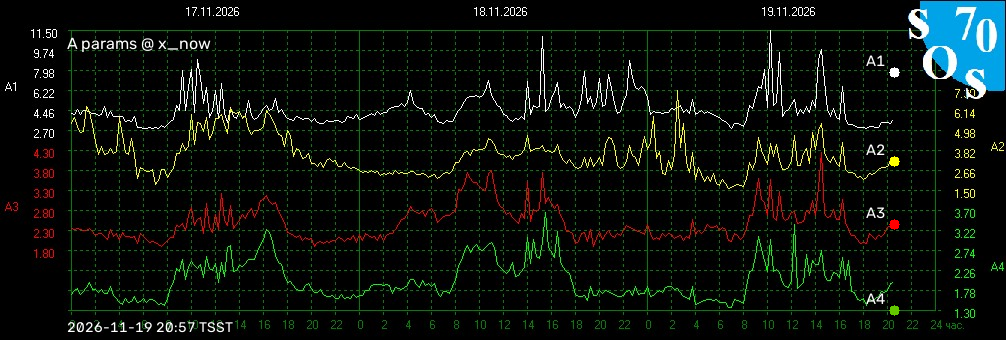 17.11.2026 18.11.2026 19.11.2026
SOS 70
A params @ x_now
11.50
9.74
7.98
6.22
4.46
2.70
A1
4.30
3.80
3.30
2.80
2.30
1.80
A3
A1
A2
A3
A4
6.14
4.98
3.82
2.66
1.50
A2
3.70
3.22
2.74
2.26
1.78
1.30
A4
2026-11-19 20:57 TSST
8 10 12 14 16 18 20 22 0 2 4 6 8 10 12 14 16 18 20 22 0 2 4 6 8 10 12 14 16 18 20 22 24 час.